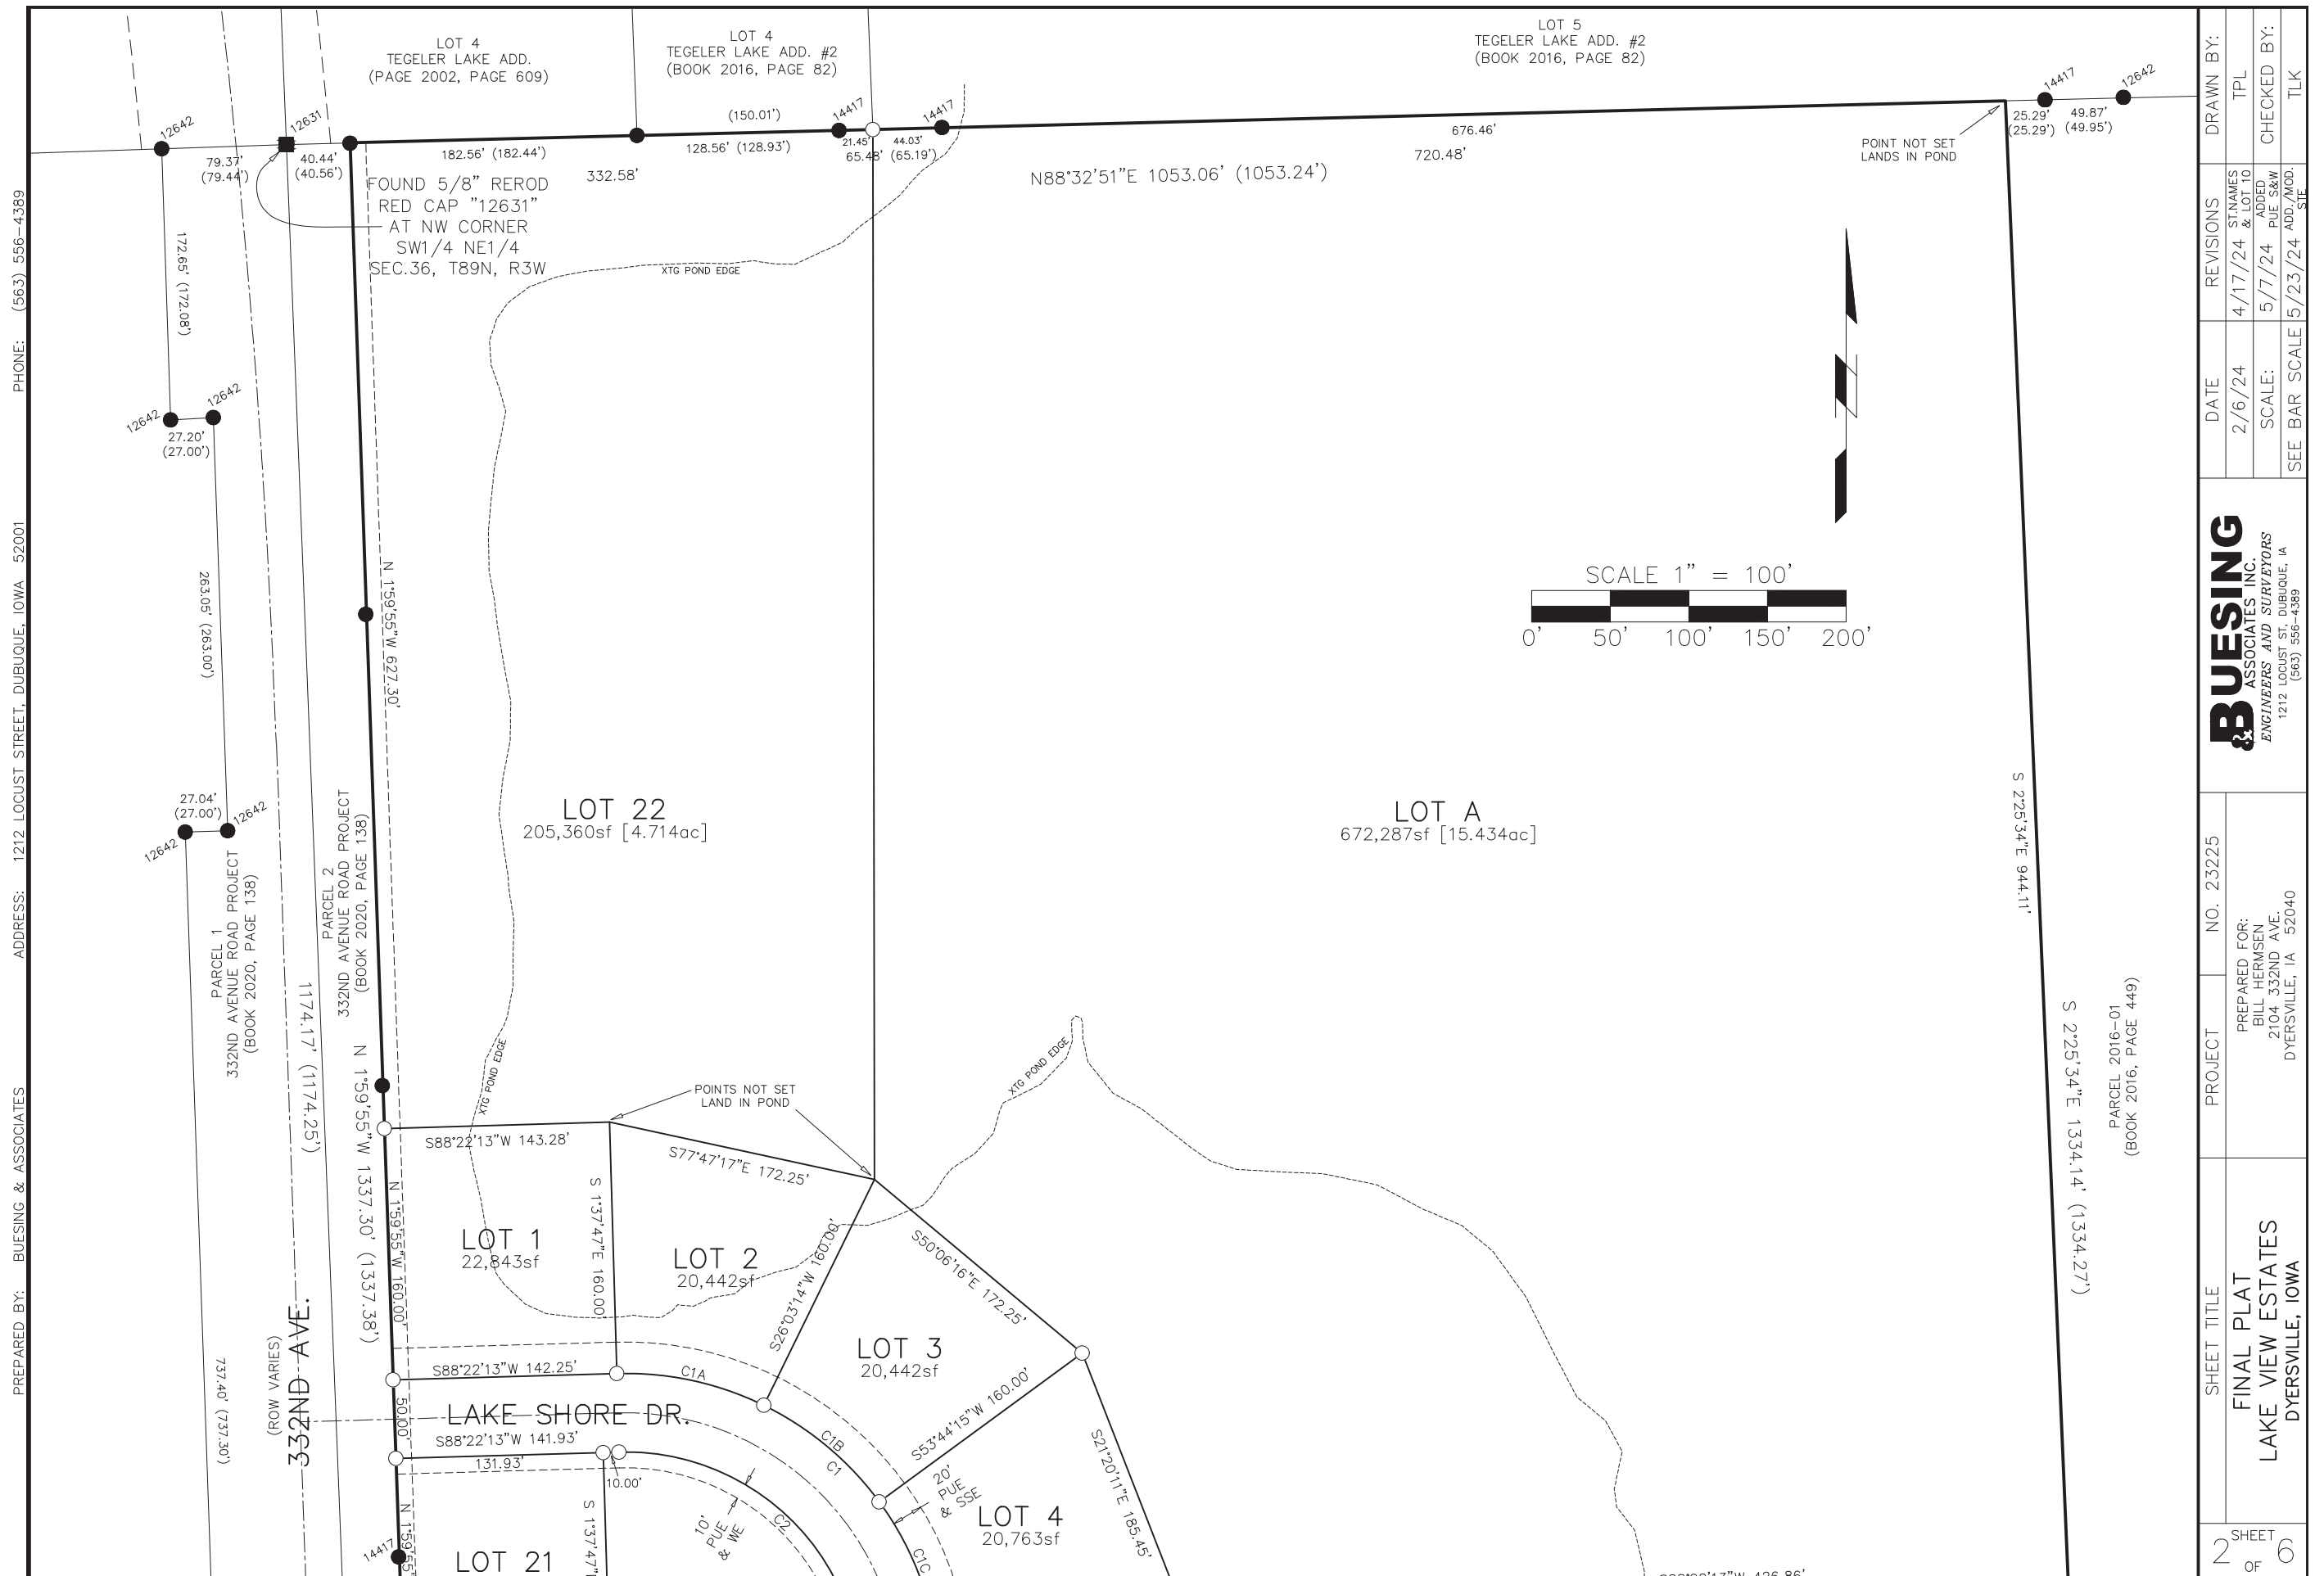 LOT 4
TEGELER LAKE ADD.
(PAGE 2002, PAGE 609)
LOT 4
TEGELER LAKE ADD. #2
(BOOK 2016, PAGE 82)
LOT 5
TEGELER LAKE ADD. #2
(BOOK 2016, PAGE 82)
12642
12631
(150.01')
14417
14417
14417
12642
79.37'
(79.44')
40.44'
(40.56')
182.56' (182.44')
128.56' (128.93')
21.45'
44.03'
65.48' (65.19')
332.58'
676.46'
720.48'
N88°32'51"E 1053.06' (1053.24')
POINT NOT SET
LANDS IN POND
25.29'
(25.29')
49.87'
(49.95')
FOUND 5/8" REROD
RED CAP "12631"
AT NW CORNER
SW1/4 NE1/4
SEC.36, T89N, R3W
XTG POND EDGE
172.65' (172.08')
12642
12642
27.20'
(27.00')
263.05' (263.00')
N 1°59'55"W 627.30'
SCALE 1" = 100'
0' 50' 100' 150' 200'
27.04'
(27.00')
12642
12642
LOT 22
205,360sf [4.714ac]
LOT A
672,287sf [15.434ac]
S 2°25'34"E 944.11'
PARCEL 1
332ND AVENUE ROAD PROJECT
(BOOK 2020, PAGE 138)
PARCEL 2
332ND AVENUE ROAD PROJECT
(BOOK 2020, PAGE 138)
1174.17' (1174.25')
N 1°59'55"W 1337.30' (1337.38')
XTG POND EDGE
XTG POND EDGE
POINTS NOT SET
LAND IN POND
S 2°25'34"E 1334.14' (1334.27')
PARCEL 2016-01
(BOOK 2016, PAGE 449)
S88°22'13"W 143.28'
S77°47'17"E 172.25'
N 1°59'55"W 160.00'
S 1°37'47"E 160.00'
LOT 1
22,843sf
LOT 2
20,442sf
S26°03'14"W 160.00'
S50°06'16"E 172.25'
LOT 3
20,442sf
(ROW VARIES)
332ND AVE.
737.40' (737.30')
S88°22'13"W 142.25'
C1A
S53°44'15"W 160.00'
50.00'
LAKE SHORE DR.
C1B
C1
S88°22'13"W 141.93'
131.93'
10.00'
20'
PUE
& SSE
S21°20'11"E 185.45'
10'
PUE
& WE
C2
C1C
LOT 4
20,763sf
N 1°59'55"
14417
LOT 21
S 1°37'47"
PREPARED BY: BUESING & ASSOCIATES ADDRESS: 1212 LOCUST STREET, DUBUQUE, IOWA 52001 PHONE: (563) 556-4389
DRAWN BY:
TPL
CHECKED BY:
TLK
REVISIONS
4/17/24 ST.NAMES
& LOT 10
5/7/24 ADDED
PUE S&W
5/23/24 ADD./MOD.
STE
DATE
2/6/24
SCALE:
SEE BAR SCALE
BUESING
& ASSOCIATES INC.
ENGINEERS AND SURVEYORS
1212 LOCUST ST, DUBUQUE, IA
(563) 556-4389
PROJECT NO. 23225
PREPARED FOR:
BILL HERMSEN
2104 332ND AVE.
DYERSVILLE, IA 52040
SHEET TITLE
FINAL PLAT
LAKE VIEW ESTATES
DYERSVILLE, IOWA
SHEET
2 OF 6